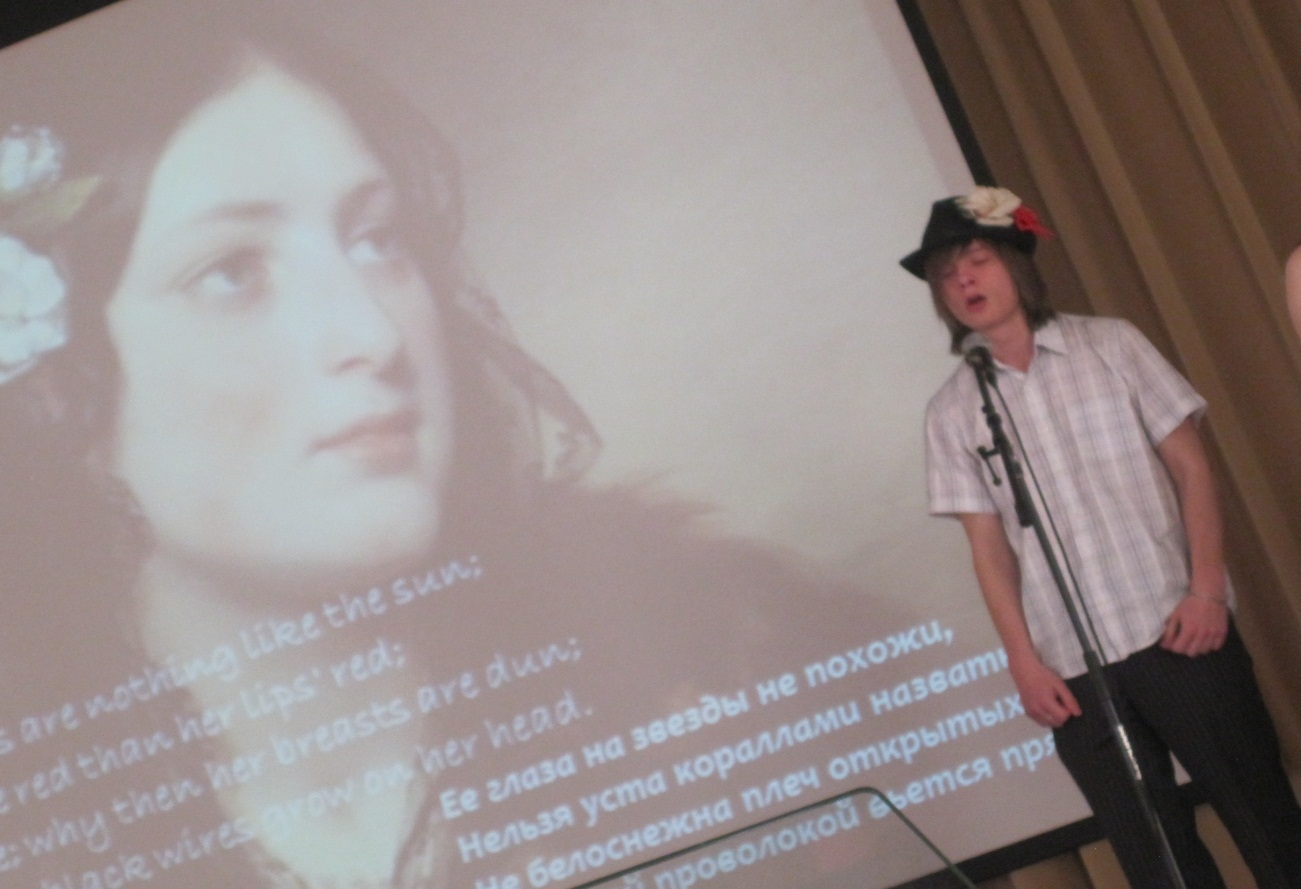 are nothing like the sun;
red than her lips' red;
why then her breasts are dun;
black wires grow on her head.
Ее глаза на звезды не похожи,
Нельзя уста кораллами назвать
Не белоснежна плеч открытых
проволокой вьется